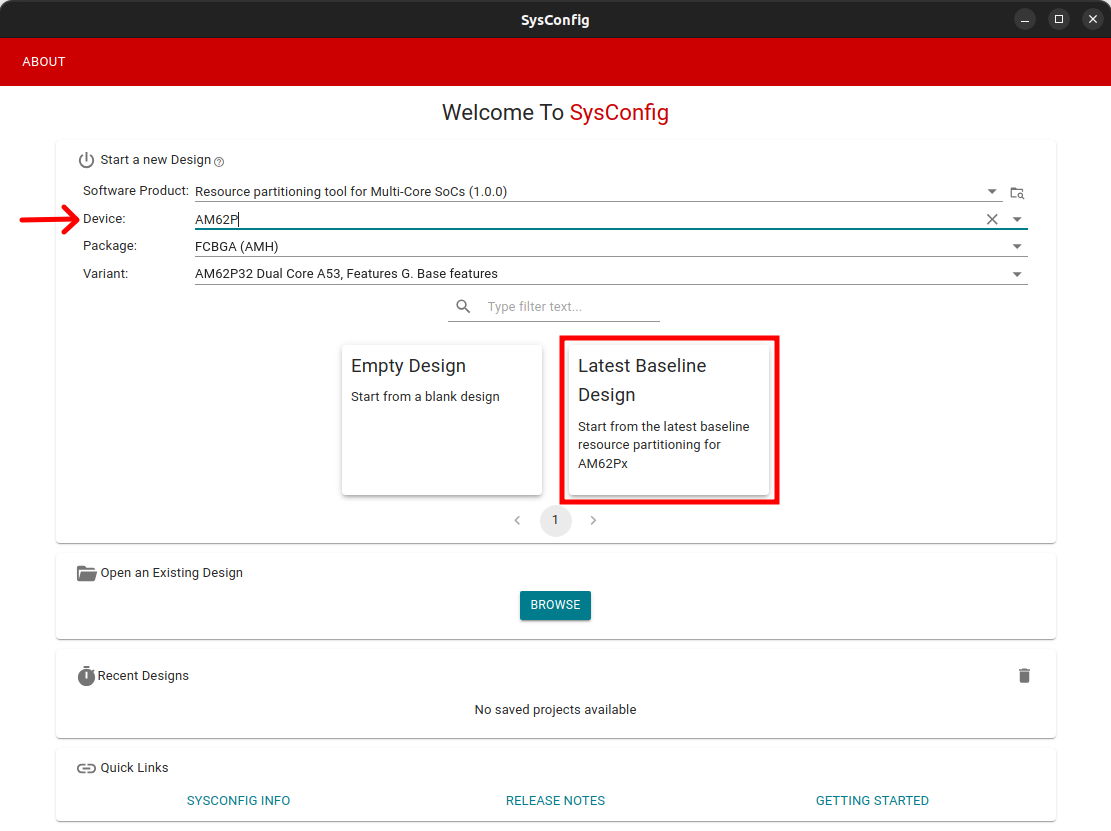 SysConfig
ABOUT
Welcome To SysConfig
Start a new Design
Software Product: Resource partitioning tool for Multi-Core SoCs (1.0.0)
Device: AM62P
Package: FCBGA (AMH)
Variant: AM62P32 Dual Core A53, Features G. Base features
Type filter text...
Empty Design
Start from a blank design
Latest Baseline
Design
Start from the latest baseline
resource partitioning for
AM62Px
1
Open an Existing Design
BROWSE
Recent Designs
No saved projects available
Quick Links
SYSCONFIG INFO RELEASE NOTES GETTING STARTED